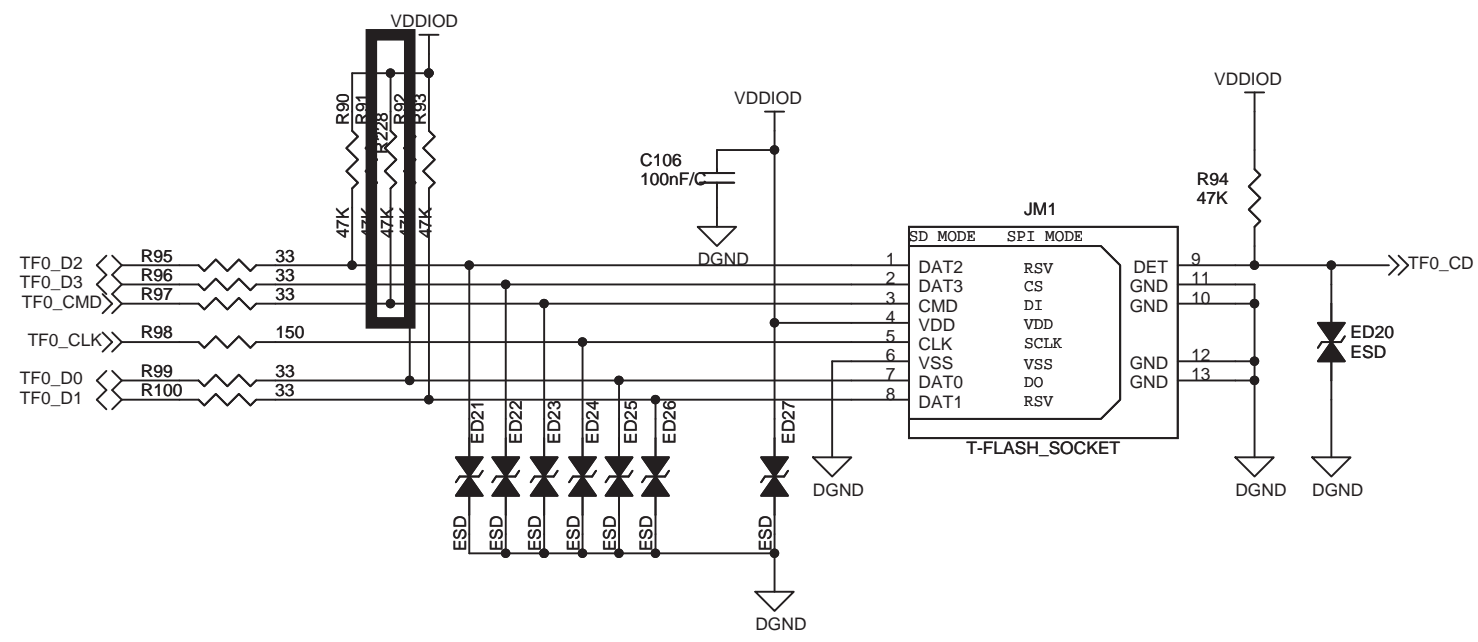 VDDIOD
R90
R91
R228
R92
R93
47K
47K
47K
47K
47K
VDDIOD
C106
100nF/C
DGND
VDDIOD
R94
47K
JM1
SD MODE SPI MODE
TF0_D2 R95 33 1 DAT2 RSV DET 9 TF0_CD
TF0_D3 R96 33 2 DAT3 CS GND 11
TF0_CMD R97 33 3 CMD DI GND 10
4 VDD VDD
TF0_CLK R98 150 5 CLK SCLK
6 VSS VSS GND 12
TF0_D0 R99 33 7 DAT0 DO GND 13
TF0_D1 R100 33 8 DAT1 RSV
ED20
ESD
T-FLASH_SOCKET
ED21
ED22
ED23
ED24
ED25
ED26
ED27
ESD
ESD
ESD
ESD
ESD
ESD
ESD
DGND
DGND
DGND
DGND